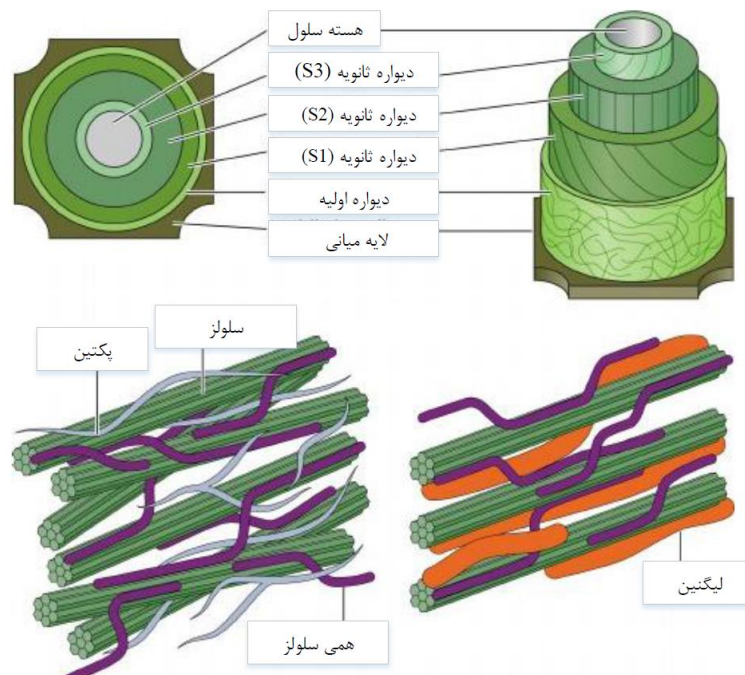 هسته سلول
دیواره ثانویه (S3)
دیواره ثانویه (S2)
دیواره ثانویه (S1)
دیواره اولیه
لایه میانی
سلولز
پکتین
لیگنین
همی سلولز